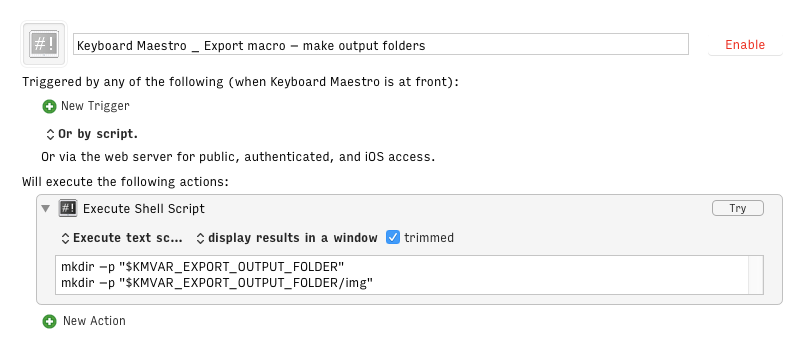 #!
Keyboard Maestro _ Export macro – make output folders
Enable
Triggered by any of the following (when Keyboard Maestro is at front):
New Trigger
Or by script.
Or via the web server for public, authenticated, and iOS access.
Will execute the following actions:
#! Execute Shell Script Try
Execute text sc... display results in a window trimmed
mkdir -p "$KMVAR_EXPORT_OUTPUT_FOLDER"
mkdir -p "$KMVAR_EXPORT_OUTPUT_FOLDER/img"
New Action